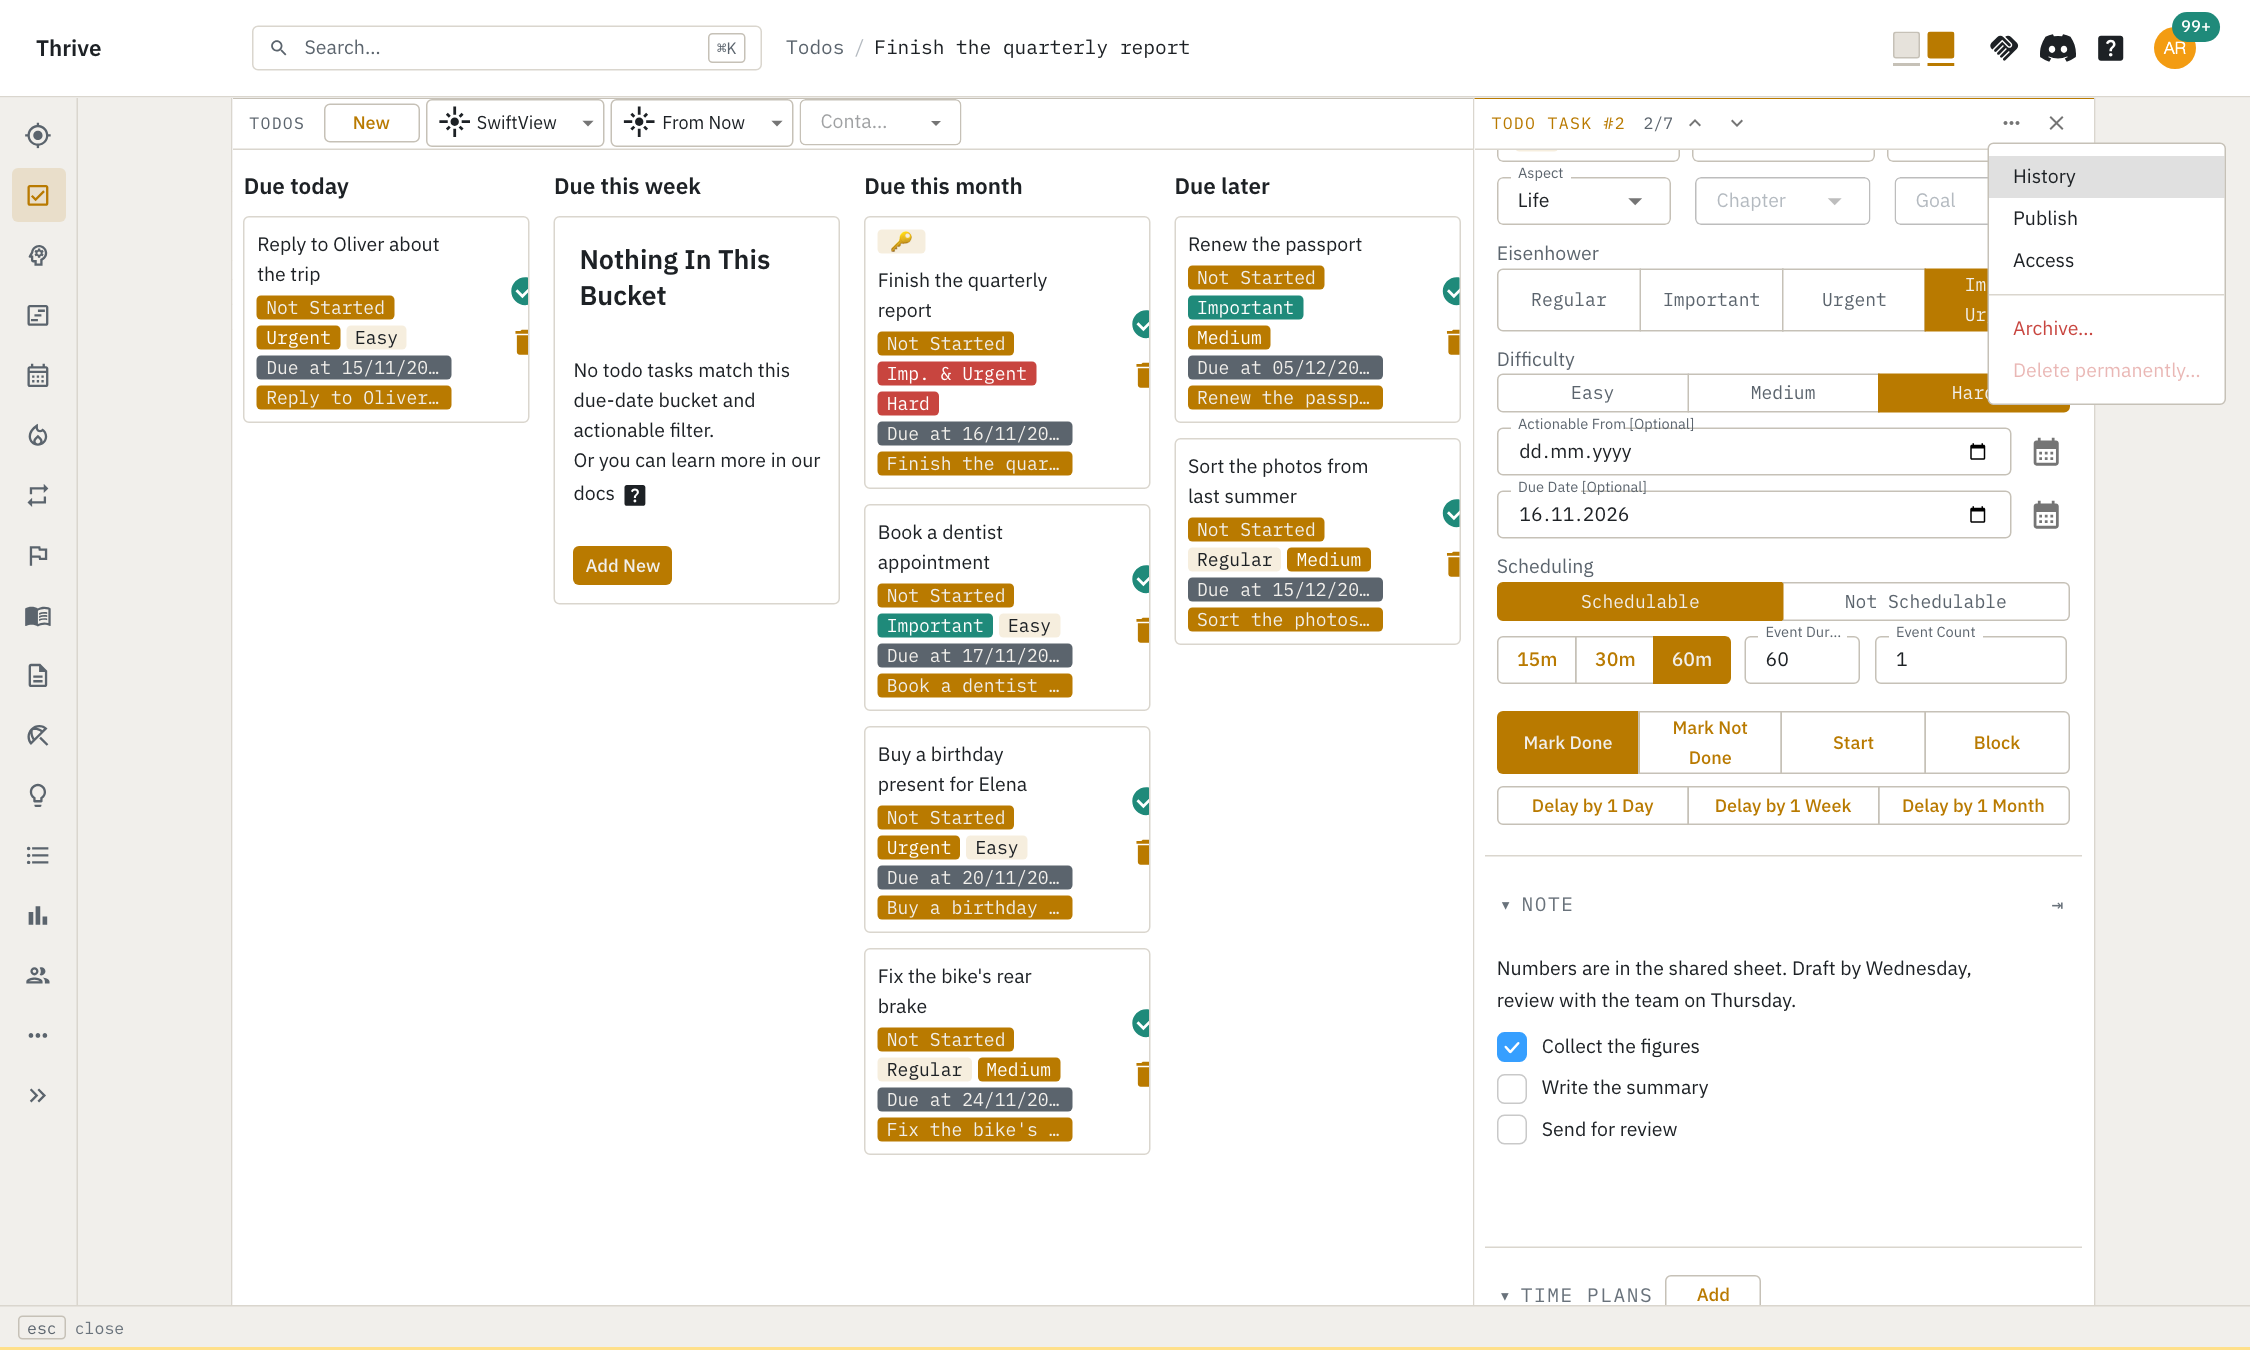 Thrive
Search...
⌘K
Todos / Finish the quarterly report
99+
AR
TODOS
New
SwiftView
From Now
Conta...
TODO TASK #2 2/7
Due today
Reply to Oliver about
the trip
Not Started
Urgent Easy
Due at 15/11/20...
Reply to Oliver...
Due this week
Nothing In This
Bucket
No todo tasks match this
due-date bucket and
actionable filter.
Or you can learn more in our
docs ?
Add New
Due this month
Finish the quarterly
report
Not Started
Imp. & Urgent
Hard
Due at 16/11/20...
Finish the quar...
Book a dentist
appointment
Not Started
Important Easy
Due at 17/11/20...
Book a dentist ...
Buy a birthday
present for Elena
Not Started
Urgent Easy
Due at 20/11/20...
Buy a birthday ...
Fix the bike's rear
brake
Not Started
Regular Medium
Due at 24/11/20...
Fix the bike's ...
Due later
Renew the passport
Not Started
Important
Medium
Due at 05/12/20...
Renew the passp...
Sort the photos from
last summer
Not Started
Regular Medium
Due at 15/12/20...
Sort the photos...
Aspect
Life
Chapter
Goal
History
Publish
Access
Archive...
Delete permanently...
Eisenhower
Regular
Important
Urgent
Im
Ur
Difficulty
Easy
Medium
Hard
Actionable From [Optional]
dd.mm.yyyy
Due Date [Optional]
16.11.2026
Scheduling
Schedulable
Not Schedulable
15m
30m
60m
Event Dur...
60
Event Count
1
Mark Done
Mark Not
Done
Start
Block
Delay by 1 Day
Delay by 1 Week
Delay by 1 Month
NOTE
Numbers are in the shared sheet. Draft by Wednesday,
review with the team on Thursday.
Collect the figures
Write the summary
Send for review
TIME PLANS
Add
esc close